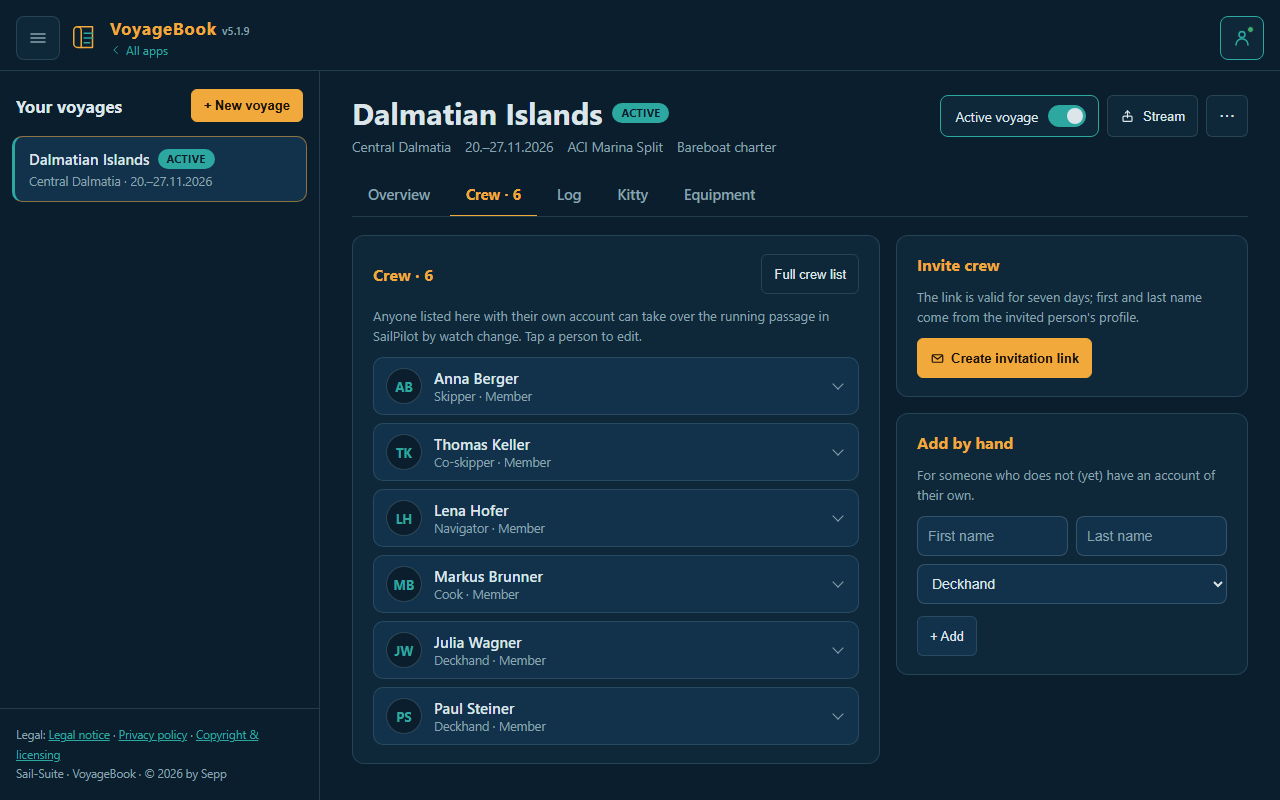 VoyageBook v5.1.9
All apps
Your voyages
+ New voyage
Dalmatian Islands ACTIVE
Central Dalmatia · 20.–27.11.2026
Legal: Legal notice · Privacy policy · Copyright &
licensing
Sail-Suite · VoyageBook · © 2026 by Sepp
Dalmatian Islands ACTIVE
Central Dalmatia 20.–27.11.2026 ACI Marina Split Bareboat charter
Active voyage
Stream
...
Overview Crew · 6 Log Kitty Equipment
Crew · 6
Full crew list
Anyone listed here with their own account can take over the running passage in
SailPilot by watch change. Tap a person to edit.
AB Anna Berger
Skipper · Member
TK Thomas Keller
Co-skipper · Member
LH Lena Hofer
Navigator · Member
MB Markus Brunner
Cook · Member
JW Julia Wagner
Deckhand · Member
PS Paul Steiner
Deckhand · Member
Invite crew
The link is valid for seven days; first and last name
come from the invited person's profile.
Create invitation link
Add by hand
For someone who does not (yet) have an account of
their own.
First name Last name
Deckhand
+ Add